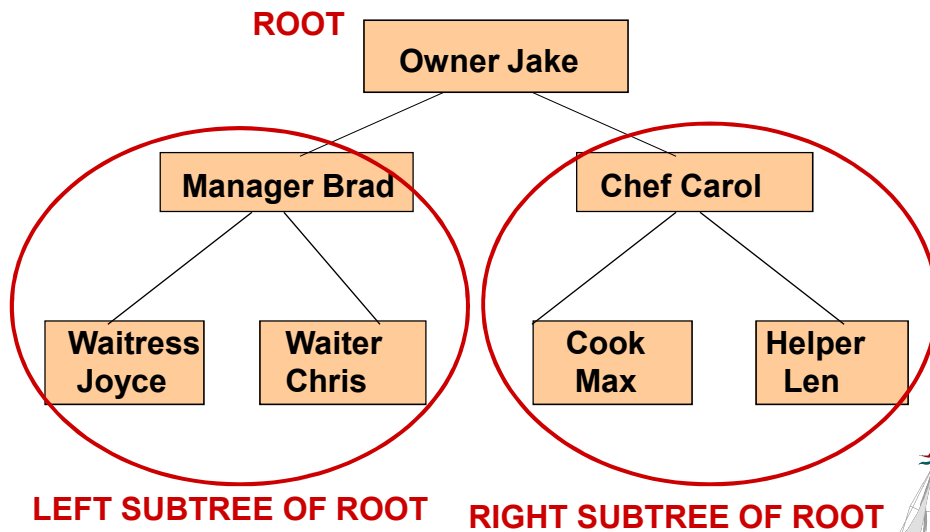 ROOT
Owner Jake
Manager Brad
Chef Carol
Waitress
Joyce
Waiter
Chris
Cook
Max
Helper
Len
LEFT SUBTREE OF ROOT
RIGHT SUBTREE OF ROOT